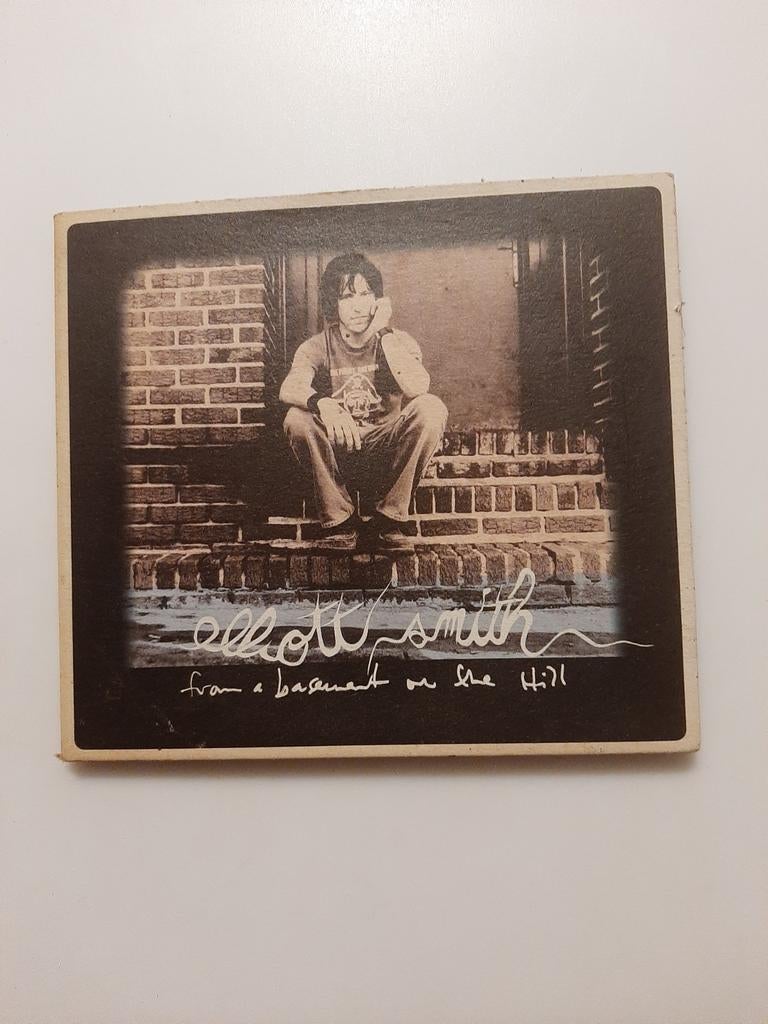 elliott smith
from a basement on the Hill